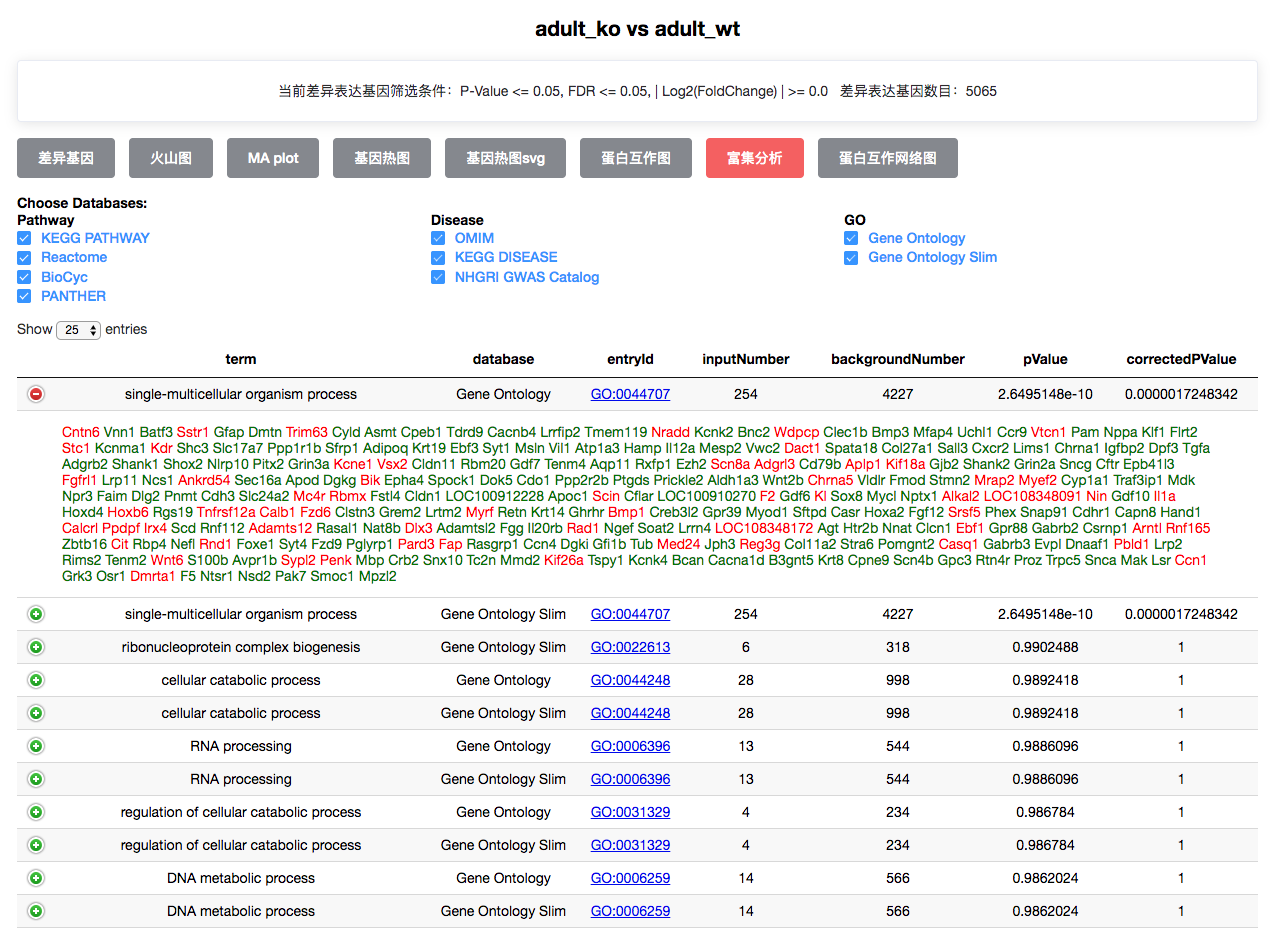 adult_ko vs adult_wt
当前差异表达基因筛选条件：P-Value <= 0.05, FDR <= 0.05, | Log2(FoldChange) | >= 0.0 差异表达基因数目：5065
差异基因 火山图 MA plot 基因热图 基因热图svg 蛋白互作图 富集分析 蛋白互作网络图
Choose Databases:
Pathway Disease GO
KEGG PATHWAY OMIM Gene Ontology
Reactome KEGG DISEASE Gene Ontology Slim
BioCyc NHGRI GWAS Catalog
PANTHER
Show 25 entries
term database entryId inputNumber backgroundNumber pValue correctedPValue
single-multicellular organism process Gene Ontology GO:0044707 254 4227 2.6495148e-10 0.0000017248342
Cntn6 Vnn1 Batf3 Sstr1 Gfap Dmtn Trim63 Cyld Asmt Cpeb1 Tdrd9 Cacnb4 Lrrfip2 Tmem119 Nradd Kcnk2 Bnc2 Wdpcp Clec1b Bmp3 Mfap4 Uchl1 Ccr9 Vtcn1 Pam Nppa Klf1 Flrt2
Stc1 Kcnma1 Kdr Shc3 Slc17a7 Ppp1r1b Sfrp1 Adipoq Krt19 Ebf3 Syt1 Msln Vil1 Atp1a3 Hamp Il12a Mesp2 Vwc2 Dact1 Spata18 Col27a1 Sall3 Cxcr2 Lims1 Chrna1 Igfbp2 Dpf3 Tgfa
Adgrb2 Shank1 Shox2 Nlrp10 Pitx2 Grin3a Kcne1 Vsx2 Cldn11 Rbm20 Gdf7 Tenm4 Aqp11 Rxfp1 Ezh2 Scn8a Adgrl3 Cd79b Aplp1 Kif18a Gjb2 Shank2 Grin2a Sncg Cftr Epb41l3
Fgfrl1 Lrp11 Ncs1 Ankrd54 Sec16a Apod Dgkg Bik Epha4 Spock1 Dok5 Cdo1 Ppp2r2b Ptgds Prickle2 Aldh1a3 Wnt2b Chrna5 Vldlr Fmod Stmn2 Mrap2 Myef2 Cyp1a1 Traf3ip1 Mdk
Npr3 Faim Dlg2 Pnmt Cdh3 Slc24a2 Mc4r Rbmx Fstl4 Cldn1 LOC100912228 Apoc1 Scin Cflar LOC100910270 F2 Gdf6 Kl Sox8 Mycl Nptx1 Alkal2 LOC108348091 Nin Gdf10 Il1a
Hoxd4 Hoxb6 Rgs19 Tnfrsf12a Calb1 Fzd6 Clstn3 Grem2 Lrtm2 Myrf Retn Krt14 Ghrhr Bmp1 Creb3l2 Gpr39 Myod1 Sftpd Casr Hoxa2 Fgf12 Srsf5 Phex Snap91 Cdhr1 Capn8 Hand1
Calcrl Ppdpf Irx4 Scd Rnf112 Adamts12 Rasal1 Nat8b Dlx3 Adamtsl2 Fgg Il20rb Rad1 Ngef Soat2 Lrrn4 LOC108348172 Agt Htr2b Nnat Clcn1 Ebf1 Gpr88 Gabrb2 Csrnp1 Arntl Rnf165
Zbtb16 Cit Rbp4 Nefl Rnd1 Foxe1 Syt4 Fzd9 Pglyrp1 Pard3 Fap Rasgrp1 Ccn4 Dgki Gfi1b Tub Med24 Jph3 Reg3g Col11a2 Stra6 Pomgnt2 Casq1 Gabrb3 Evpl Dnaaf1 Pbld1 Lrp2
Rims2 Tenm2 Wnt6 S100b Avpr1b Sypl2 Penk Mbp Crb2 Snx10 Tc2n Mmd2 Kif26a Tspy1 Kcnk4 Bcan Cacna1d B3gnt5 Krt8 Cpne9 Scn4b Gpc3 Rtn4r Proz Trpc5 Snca Mak Lsr Ccn1
Grk3 Osr1 Dmrta1 F5 Ntsr1 Nsd2 Pak7 Smoc1 Mpzl2
single-multicellular organism process Gene Ontology Slim GO:0044707 254 4227 2.6495148e-10 0.0000017248342
ribonucleoprotein complex biogenesis Gene Ontology Slim GO:0022613 6 318 0.9902488 1
cellular catabolic process Gene Ontology GO:0044248 28 998 0.9892418 1
cellular catabolic process Gene Ontology Slim GO:0044248 28 998 0.9892418 1
RNA processing Gene Ontology GO:0006396 13 544 0.9886096 1
RNA processing Gene Ontology Slim GO:0006396 13 544 0.9886096 1
regulation of cellular catabolic process Gene Ontology GO:0031329 4 234 0.986784 1
regulation of cellular catabolic process Gene Ontology Slim GO:0031329 4 234 0.986784 1
DNA metabolic process Gene Ontology GO:0006259 14 566 0.9862024 1
DNA metabolic process Gene Ontology Slim GO:0006259 14 566 0.9862024 1